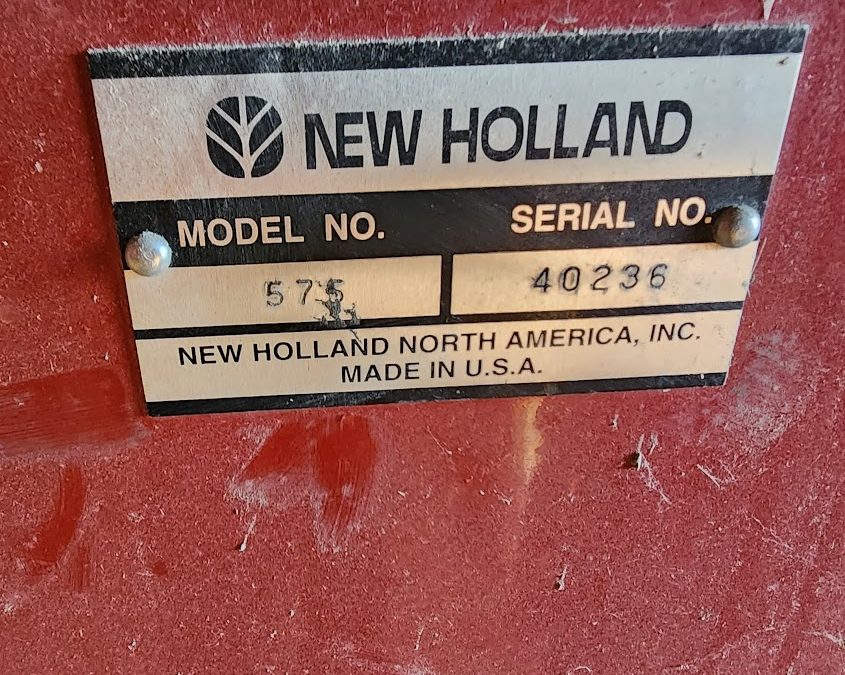 NEW HOLLAND
MODEL NO. SERIAL NO.
575 40236
NEW HOLLAND NORTH AMERICA, INC.
MADE IN U.S.A.